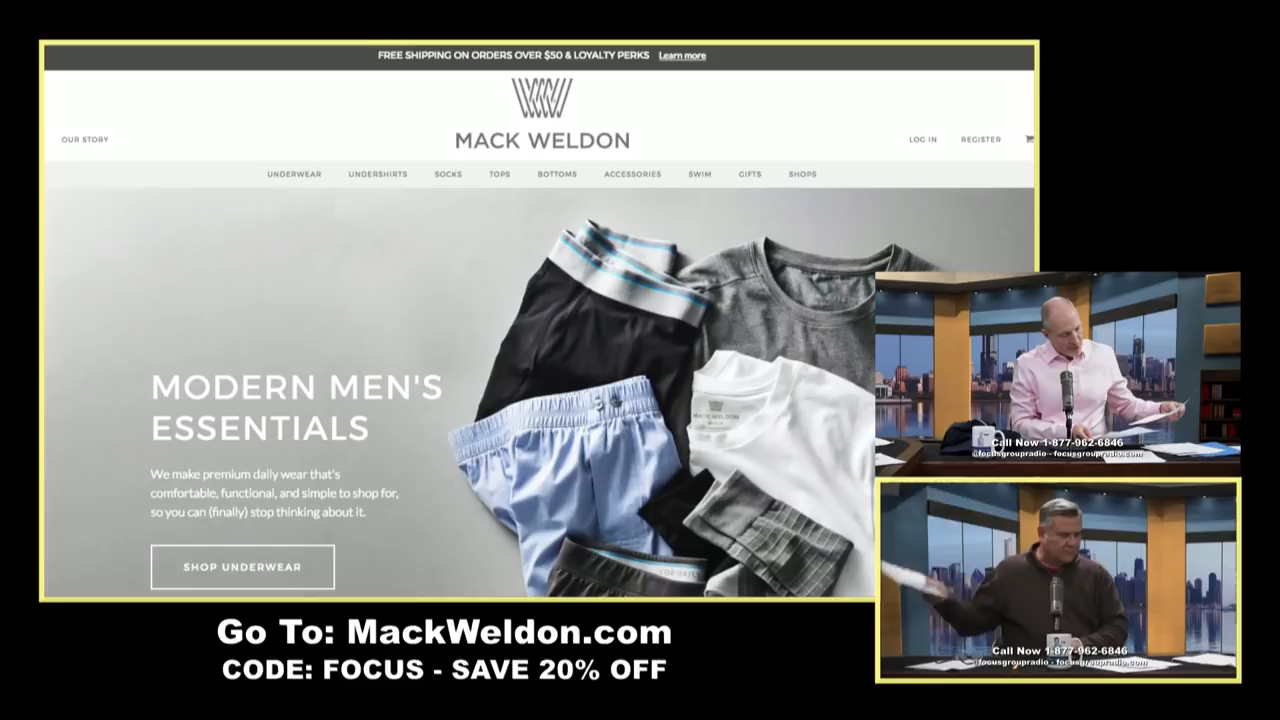 FREE SHIPPING ON ORDERS OVER $50 & LOYALTY PERKS Learn more
MACK WELDON
OUR STORY
LOG IN REGISTER
UNDERWEAR UNDERSHIRTS SOCKS TOPS BOTTOMS ACCESSORIES SWIM GIFTS SHOPS
MODERN MEN'S
ESSENTIALS
We make premium daily wear that's
comfortable, functional, and simple to shop for,
so you can (finally) stop thinking about it.
SHOP UNDERWEAR
MACK WELDON
Call Now 1-877-962-6846
@focusgroupradio - focusgroupradio.com
Call Now 1-877-962-6846
@focusgroupradio - focusgroupradio.com
Go To: MackWeldon.com
CODE: FOCUS - SAVE 20% OFF